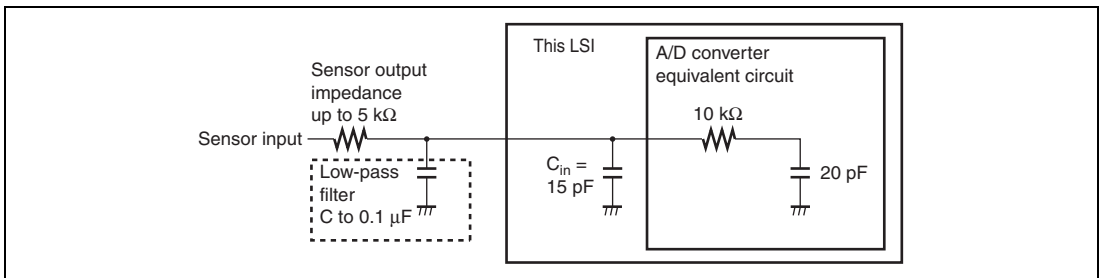 This LSI
A/D converter
equivalent circuit
Sensor output
impedance
up to 5 kΩ
10 kΩ
Sensor input
Low-pass
filter
C to 0.1 μF
Cin =
15 pF
20 pF